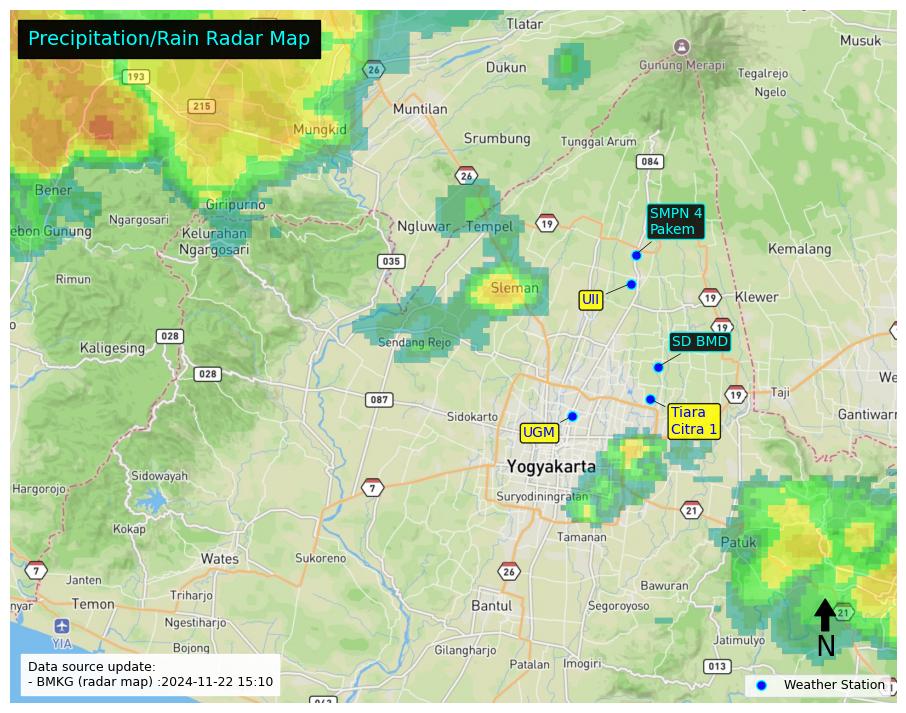 Precipitation/Rain Radar Map
Tlatar
Musuk
Gunung Merapi
Dukun
Tegalrejo
Ngelo
26
193
215
Muntilan
Mungkid
Srumbung
Tunggal Arum
084
26
Bener
Giripurno
Ngargosari
SMPN 4
Pakem
ebon Gunung
Kelurahan
Ngargosari
Ngluwar
Tempel
19
Kemalang
035
Rimun
Sleman
UII
19
Klewer
19
028
Sendang Rejo
SD BMD
Kaligesing
028
We
087
19
Taji
Sidokarto
Tiara
Citra 1
Gantiwarn
UGM
Yogyakarta
Sidowayah
Hargorojo
7
Suryodiningratan
21
Kokap
Tamanan
Patuk
Wates
Sukoreno
7
Janten
26
Bawuran
Triharjo
nyar
Temon
Bantul
Segoroyoso
21
Ngestiharjo
YIA
N
Jatimulyo
Bojong
Gilangharjo
Patalan
Imogiri
013
Data source update:
- BMKG (radar map) :2024-11-22 15:10
Weather Station